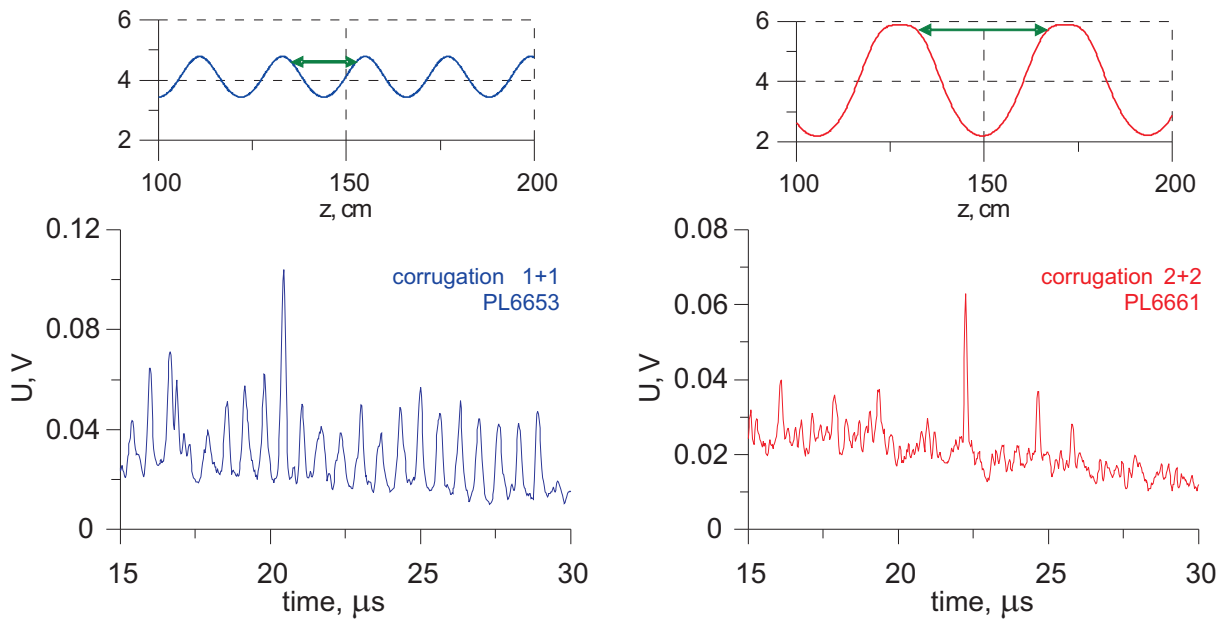 6
4
2
100
150
200
z, cm
6
4
2
100
150
200
z, cm
0.12
0.08
0.04
0
U, V
corrugation 1+1
PL6653
15
20
25
30
time, μs
0.08
0.06
0.04
0.02
0
U, V
corrugation 2+2
PL6661
15
20
25
30
time, μs